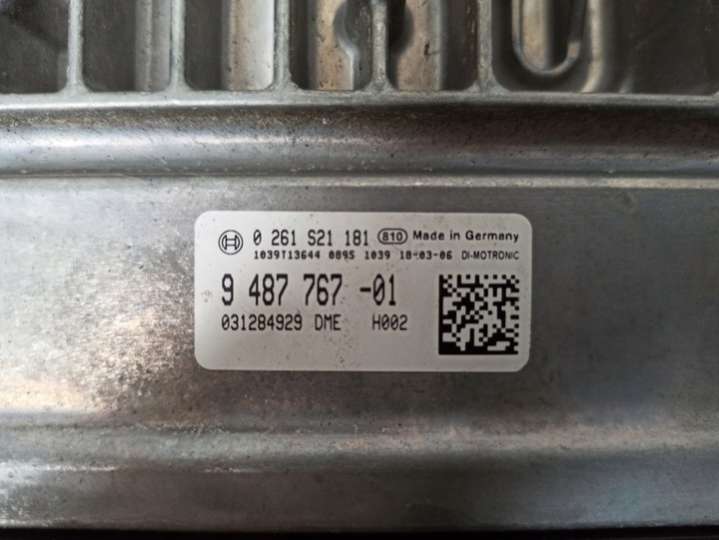 0 261 S21 181 810 Made in Germany
1039T13644 0895 1039 18-03-06 DI-MOTRONIC
9 487 767 -01
031284929 DME H002